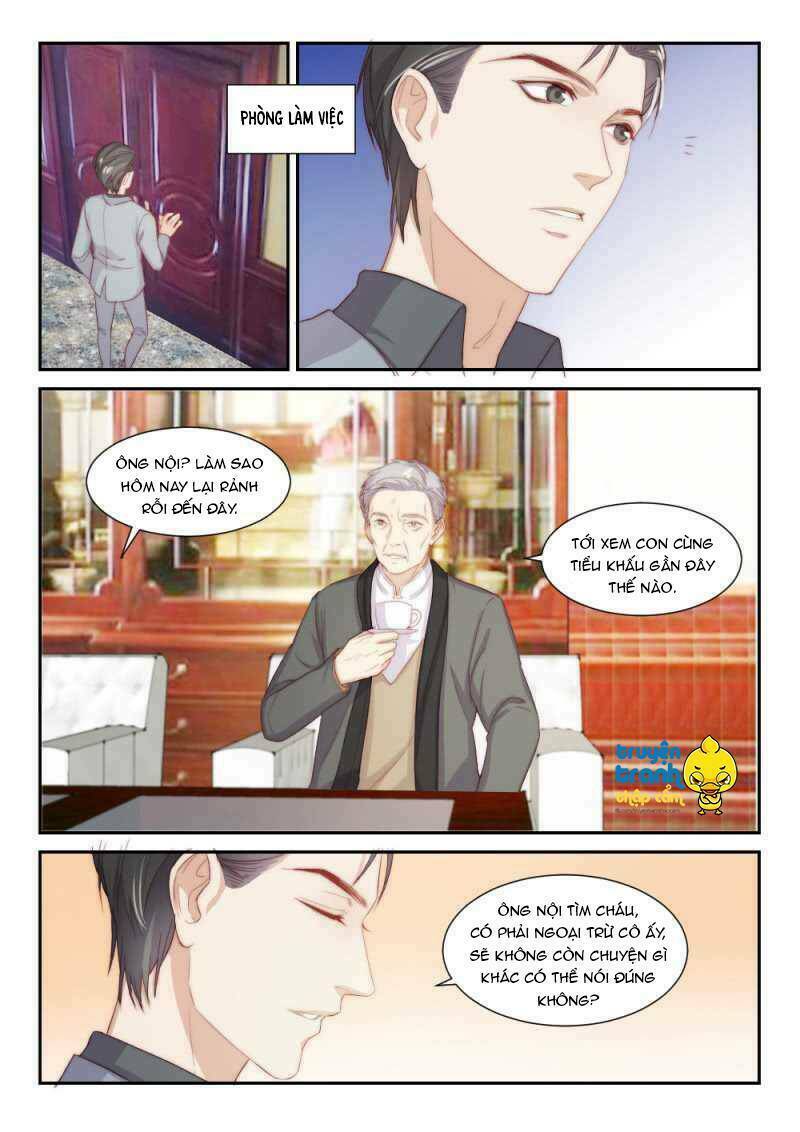 PHÒNG LÀM VIỆC
ÔNG NỘI? LÀM SAO
HÔM NAY LẠI RẢNH
RỖI ĐẾN ĐÂY.
TỚI XEM CON CÙNG
TIỂU KHẤU GẦN ĐÂY
THẾ NÀO.
truyện
tranh
thập cẩm
ÔNG NỘI TÌM CHÁU,
CÓ PHẢI NGOẠI TRỪ CÔ ẤY,
SẼ KHÔNG CÒN CHUYỆN GÌ
KHÁC CÓ THỂ NÓI ĐÚNG
KHÔNG?